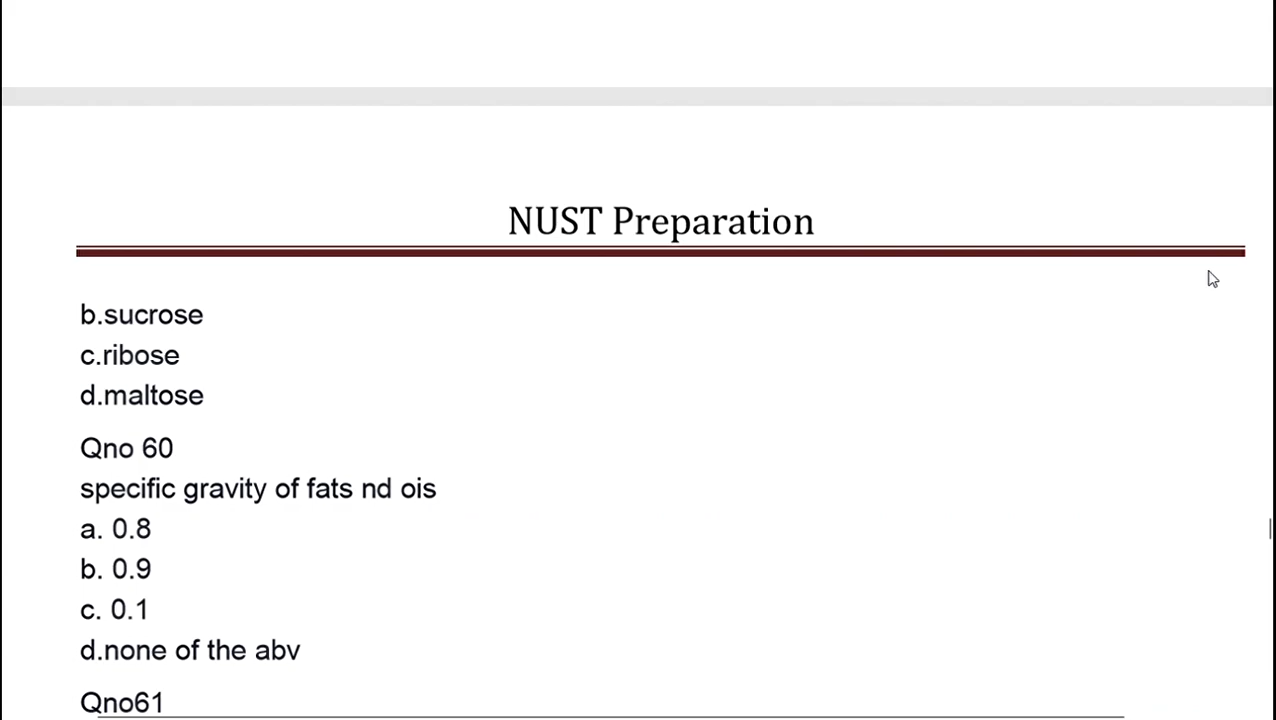 NUST Preparation
b.sucrose
c.ribose
d.maltose
Qno 60
specific gravity of fats nd ois
a. 0.8
b. 0.9
c. 0.1
d.none of the abv
Qno61